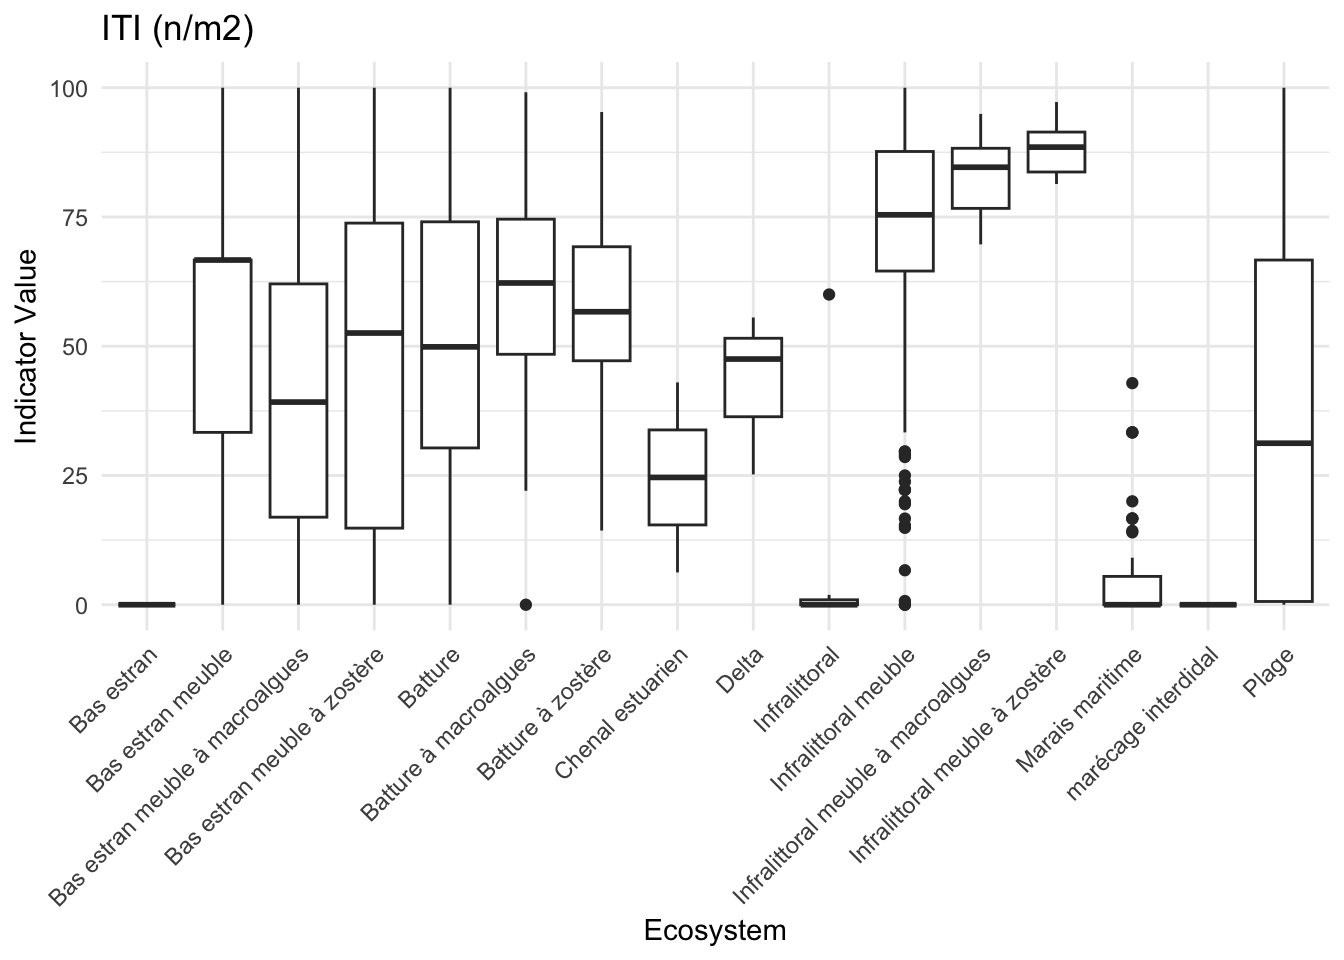 ITI (n/m2)
Indicator Value
100
75
50
25
0
Bas estran
Bas estran meuble
Bas estran meuble à macroalgues
Bas estran meuble à zostère
Batture
Batture à macroalgues
Batture à zostère
Chenal estuarien
Delta
Infralittoral
Infralittoral meuble
Infralittoral meuble à macroalgues
Infralittoral meuble à zostère
Marais maritime
marécage interdidal
Plage
Ecosystem